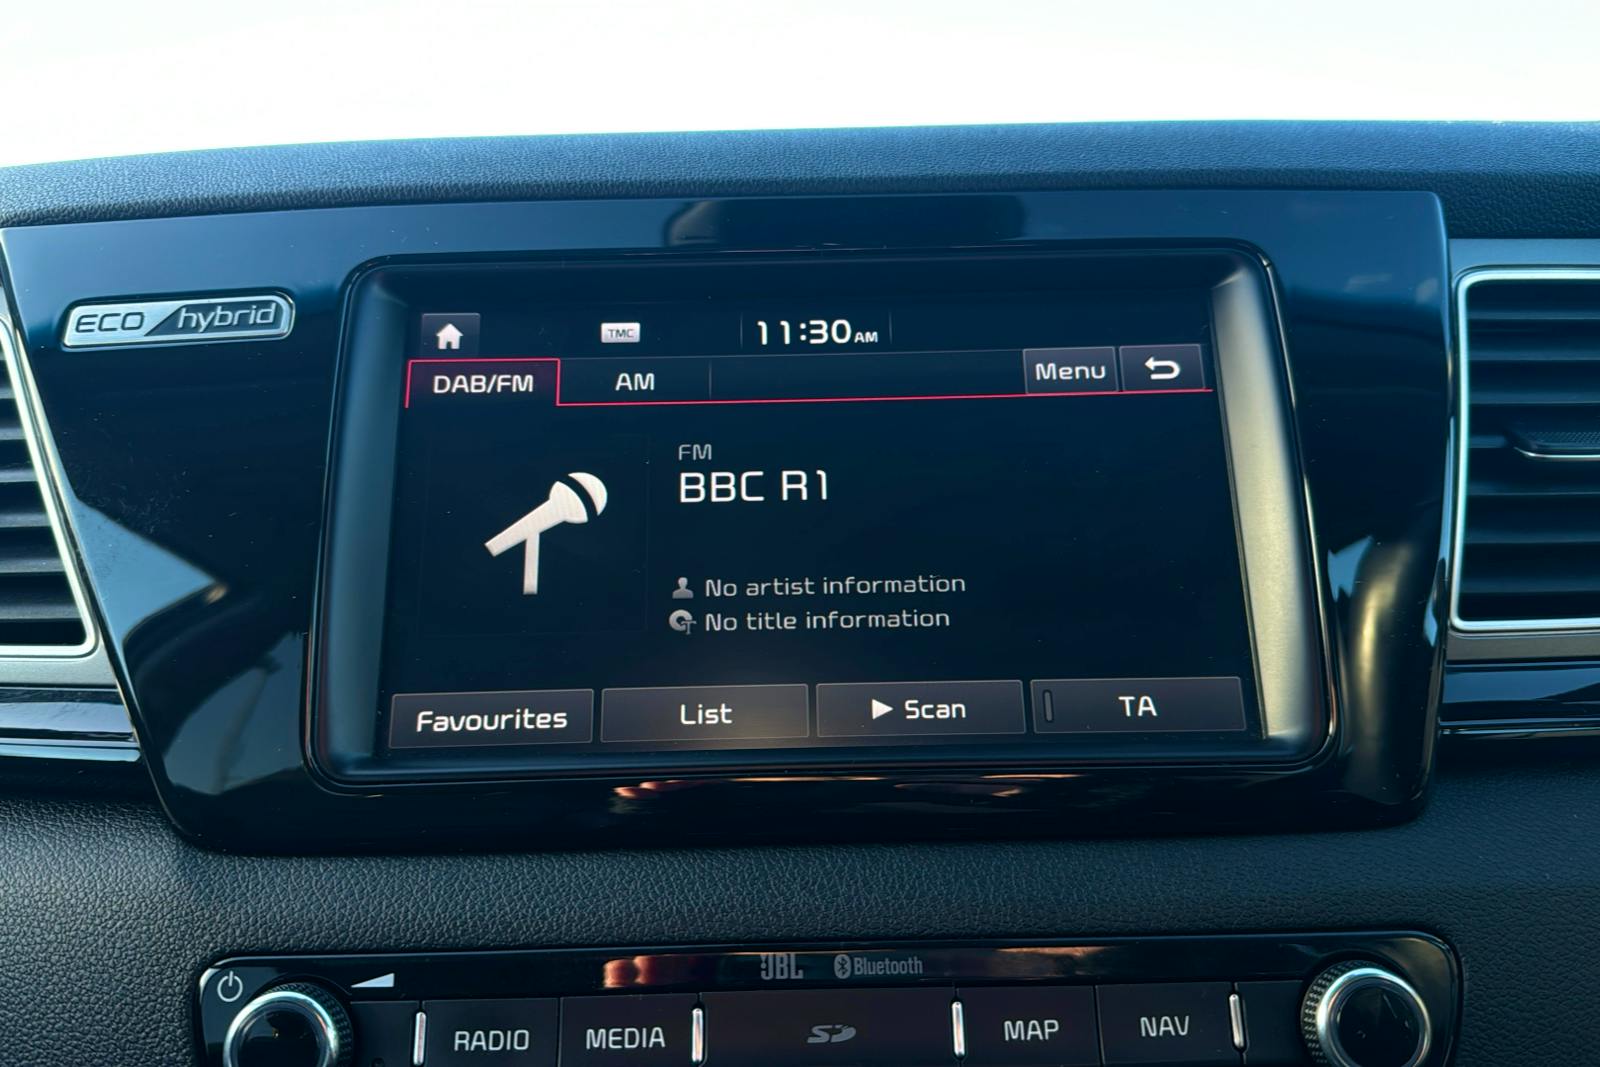 ECO/hybrid
TMC
11:30AM
DAB/FM
AM
Menu
FM
BBC R1
No artist information
No title information
Favourites
List
Scan
TA
JBL
Bluetooth
RADIO
MEDIA
SD
MAP
NAV